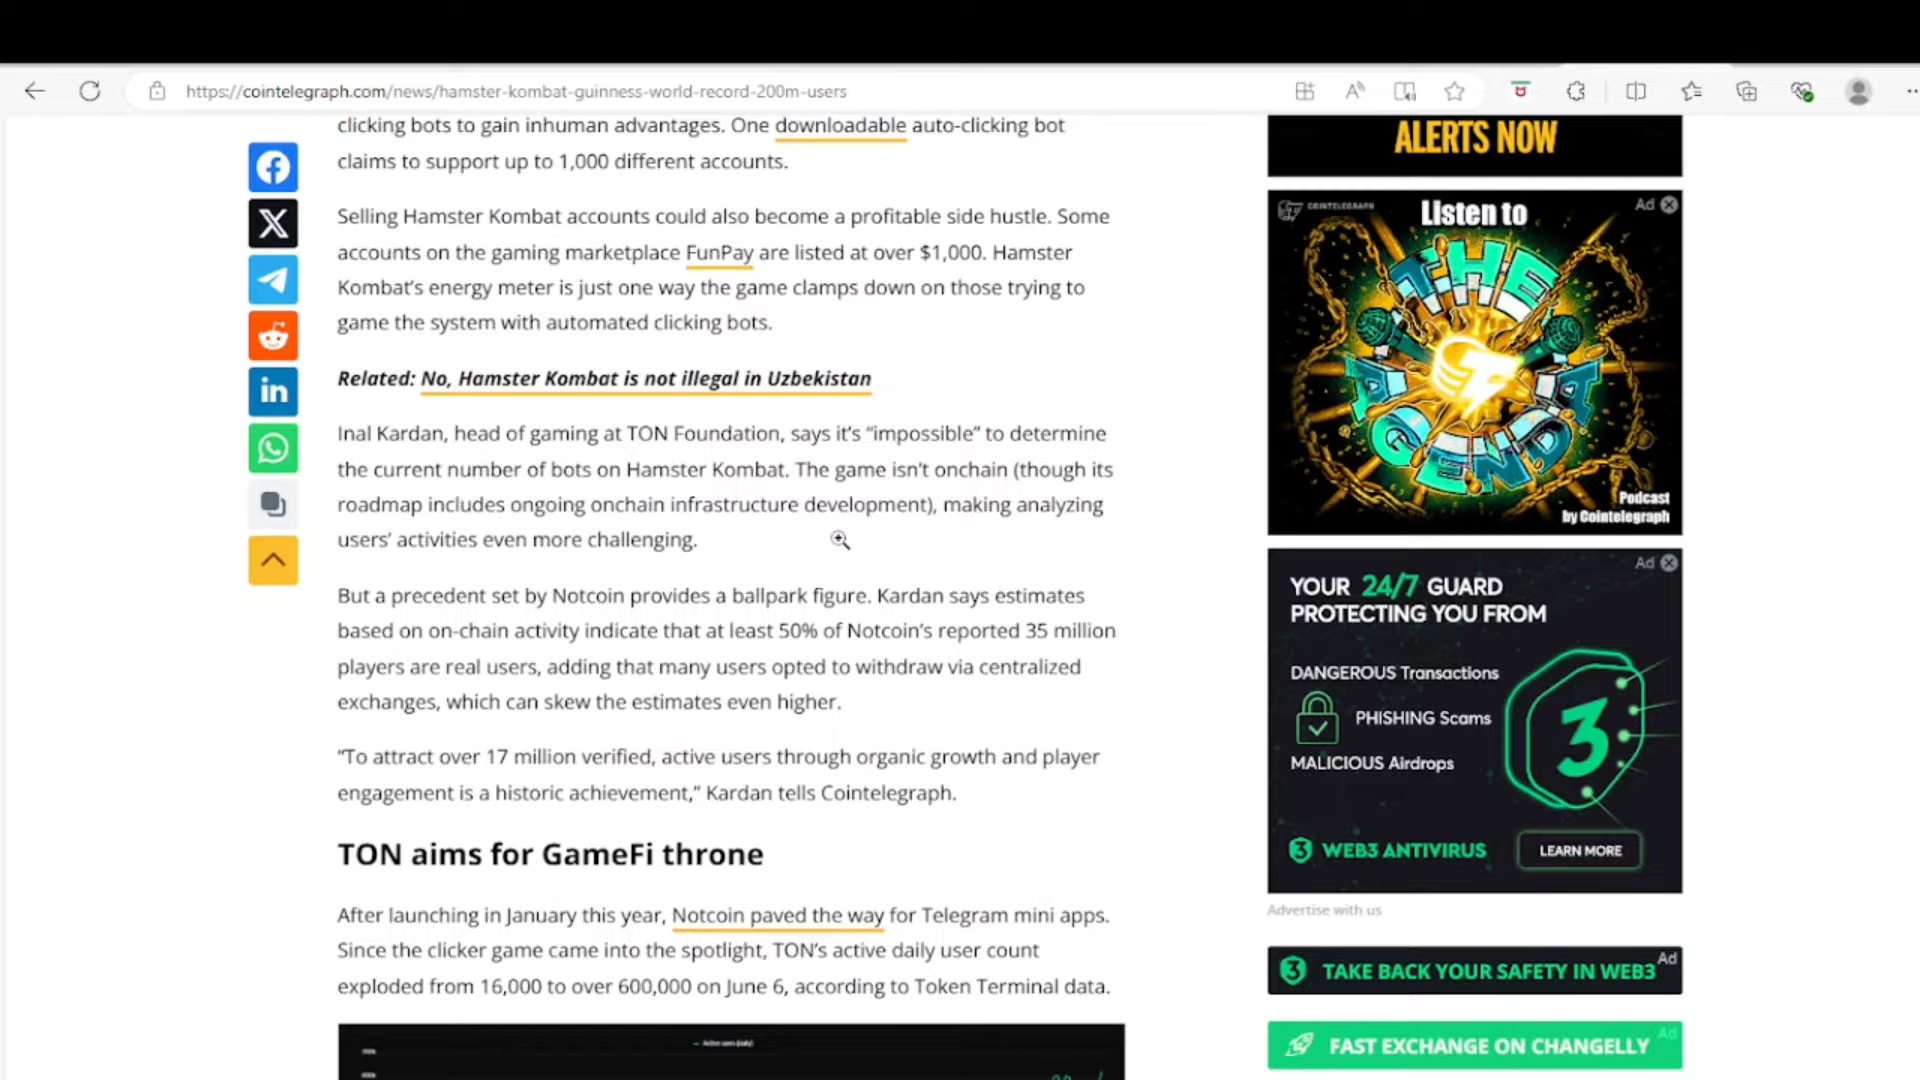 https://cointelegraph.com/news/hamster-kombat-guinness-world-record-200m-users
clicking bots to gain inhuman advantages. One downloadable auto-clicking bot
claims to support up to 1,000 different accounts.
Selling Hamster Kombat accounts could also become a profitable side hustle. Some
accounts on the gaming marketplace FunPay are listed at over $1,000. Hamster
Kombat’s energy meter is just one way the game clamps down on those trying to
game the system with automated clicking bots.
Related: No, Hamster Kombat is not illegal in Uzbekistan
Inal Kardan, head of gaming at TON Foundation, says it’s “impossible” to determine
the current number of bots on Hamster Kombat. The game isn’t onchain (though its
roadmap includes ongoing onchain infrastructure development), making analyzing
users’ activities even more challenging.
But a precedent set by Notcoin provides a ballpark figure. Kardan says estimates
based on on-chain activity indicate that at least 50% of Notcoin’s reported 35 million
players are real users, adding that many users opted to withdraw via centralized
exchanges, which can skew the estimates even higher.
“To attract over 17 million verified, active users through organic growth and player
engagement is a historic achievement,” Kardan tells Cointelegraph.
TON aims for GameFi throne
After launching in January this year, Notcoin paved the way for Telegram mini apps.
Since the clicker game came into the spotlight, TON’s active daily user count
exploded from 16,000 to over 600,000 on June 6, according to Token Terminal data.
Active users (daily)
ALERTS NOW
COINTELEGRAPH
Listen to
Ad
THE
AGENDA
Podcast
by Cointelegraph
Ad
YOUR 24/7 GUARD
PROTECTING YOU FROM
DANGEROUS Transactions
PHISHING Scams
MALICIOUS Airdrops
3
3 WEB3 ANTIVIRUS
LEARN MORE
Advertise with us
3 TAKE BACK YOUR SAFETY IN WEB3
Ad
FAST EXCHANGE ON CHANGELLY
Ad